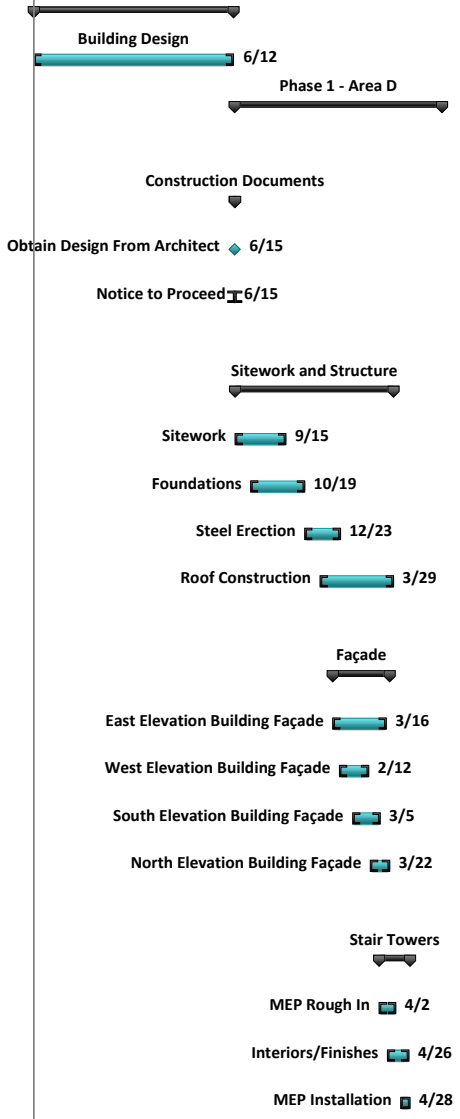 Building Design
6/12
Phase 1 - Area D
Construction Documents
Obtain Design From Architect 6/15
Notice to Proceed 6/15
Sitework and Structure
Sitework 9/15
Foundations 10/19
Steel Erection 12/23
Roof Construction 3/29
Façade
East Elevation Building Façade 3/16
West Elevation Building Façade 2/12
South Elevation Building Façade 3/5
North Elevation Building Façade 3/22
Stair Towers
MEP Rough In 4/2
Interiors/Finishes 4/26
MEP Installation 4/28